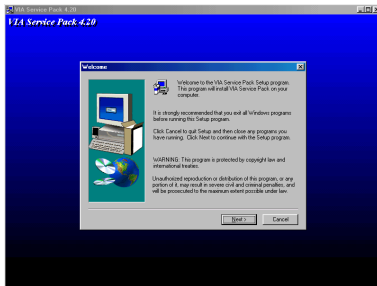 VIA Service Pack 4.20
VIA Service Pack 4.20
Welcome
Welcome to the VIA Service Pack Setup program.
This program will install VIA Service Pack on your
computer.
It is strongly recommended that you exit all Windows programs
before running this Setup program.
Click Cancel to quit Setup and then close any programs you
have running. Click Next to continue with the Setup program.
WARNING: This program is protected by copyright law and
international treaties.
Unauthorized reproduction or distribution of this program, or any
portion of it, may result in severe civil and criminal penalties, and
will be prosecuted to the maximum extent possible under law.
Next >
Cancel